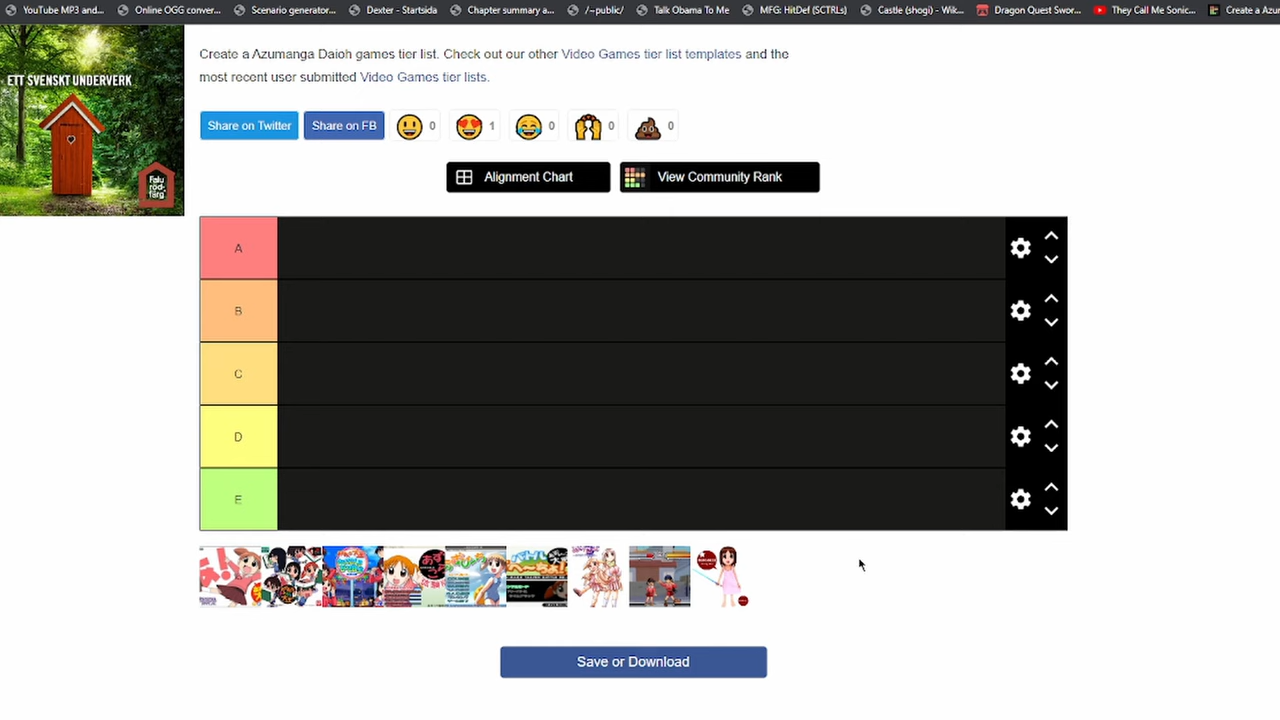 YouTube MP3 and...
Online OGG conver...
Scenario generator...
Dexter - Startsida
Chapter summary a...
/~public/
Talk Obama To Me
MFG: HitDef (SCTRLs)
Castle (shogi) - Wik...
Dragon Quest Swor...
They Call Me Sonic...
Create a Azu
ETT SVENSKT UNDERVERK
Falu
röd-
färg
Create a Azumanga Daioh games tier list. Check out our other Video Games tier list templates and the
most recent user submitted Video Games tier lists.
Share on Twitter
Share on FB
0
1
0
0
0
Alignment Chart
View Community Rank
A
B
C
D
E
Save or Download